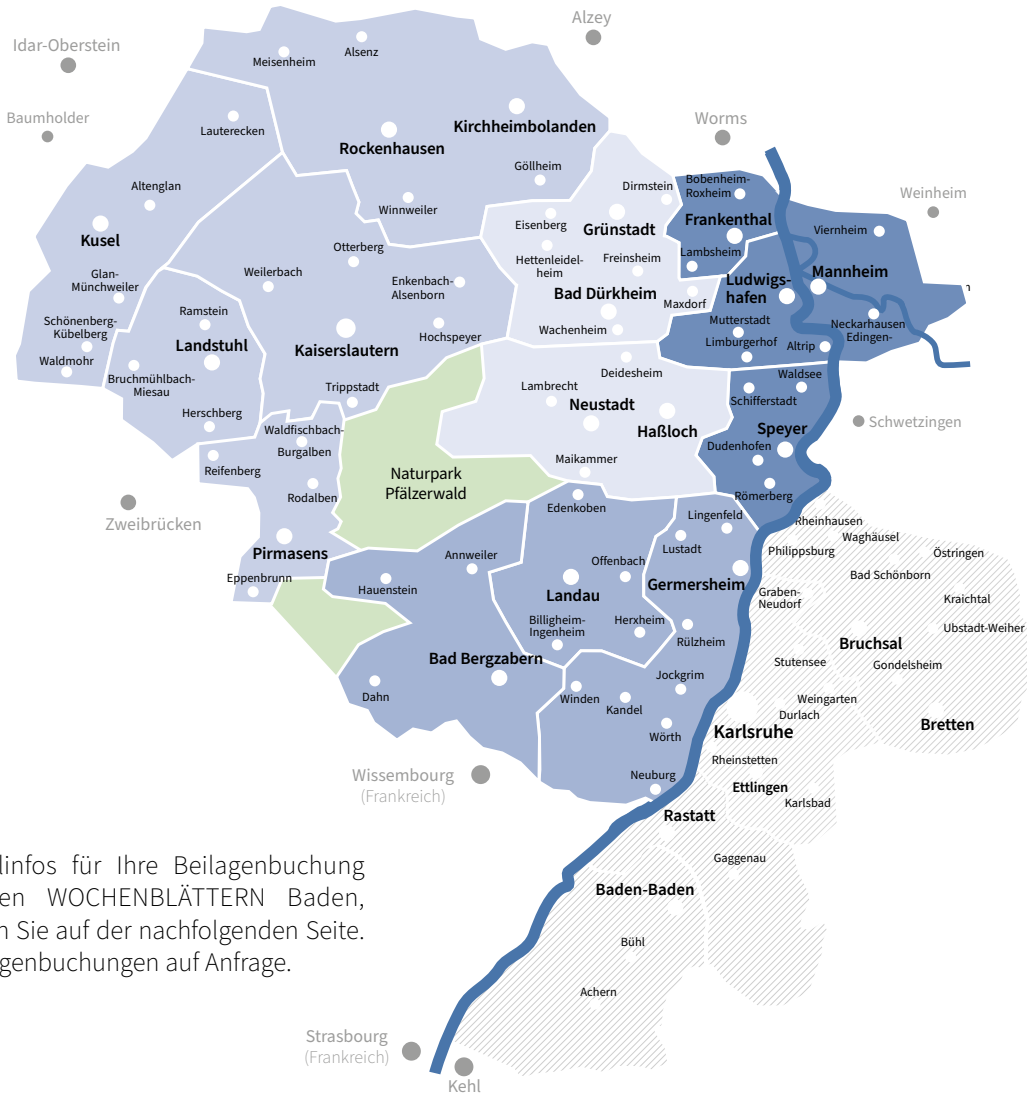 Alzey
Idar-Oberstein
Alsenz
Meisenheim
Baumholder
Lauterecken
Kirchheimbolanden
Rockenhausen
Worms
Göllheim
Altenglan
Winnweiler
Dirmstein
Bobenheim-
Roxheim
Weinheim
Kusel
Eisenberg
Grünstadt
Frankenthal
Viernheim
Otterberg
Hettenleidel-
heim
Freinsheim
Lambsheim
Glan-
Münchweiler
Weilerbach
Enkenbach-
Alsenborn
Bad Dürkheim
Maxdorf
Ludwigs-
hafen
Mannheim
Schönenberg-
Kübelberg
Ramstein
Hochspeyer
Wachenheim
Mutterstadt
Limburgerhof
Altrip
Neckarhausen
Edingen-
Waldmohr
Landstuhl
Kaiserslautern
Bruchmühlbach-
Miesau
Trippstadt
Deidesheim
Lambrecht
Waldsee
Schifferstadt
Herschberg
Neustadt
Haßloch
Speyer
Schwetzingen
Waldfischbach-
Burgalben
Dudenhofen
Reifenberg
Maikammer
Naturpark
Pfälzerwald
Rodalben
Römerberg
Zweibrücken
Edenkoben
Lingenfeld
Rheinhausen
Waghäusel
Pirmasens
Annweiler
Lustadt
Philippsburg
Östringen
Eppenbrunn
Hauenstein
Offenbach
Germersheim
Bad Schönborn
Landau
Graben-
Neudorf
Kraichtal
Billigheim-
Ingenheim
Herxheim
Rülzheim
Ubstadt-Weiher
Bruchsal
Bad Bergzabern
Stutensee
Gondelsheim
Dahn
Jockgrim
Winden
Kandel
Weingarten
Durlach
Bretten
Wörth
Karlsruhe
Wissembourg
(Frankreich)
Neuburg
Rheinstetten
Ettlingen
Karlsbad
Rastatt
linfos für Ihre Beilagenbuchung
en WOCHENBLÄTTERN Baden,
n Sie auf der nachfolgenden Seite.
genbuchungen auf Anfrage.
Gaggenau
Baden-Baden
Bühl
Achern
Strasbourg
(Frankreich)
Kehl